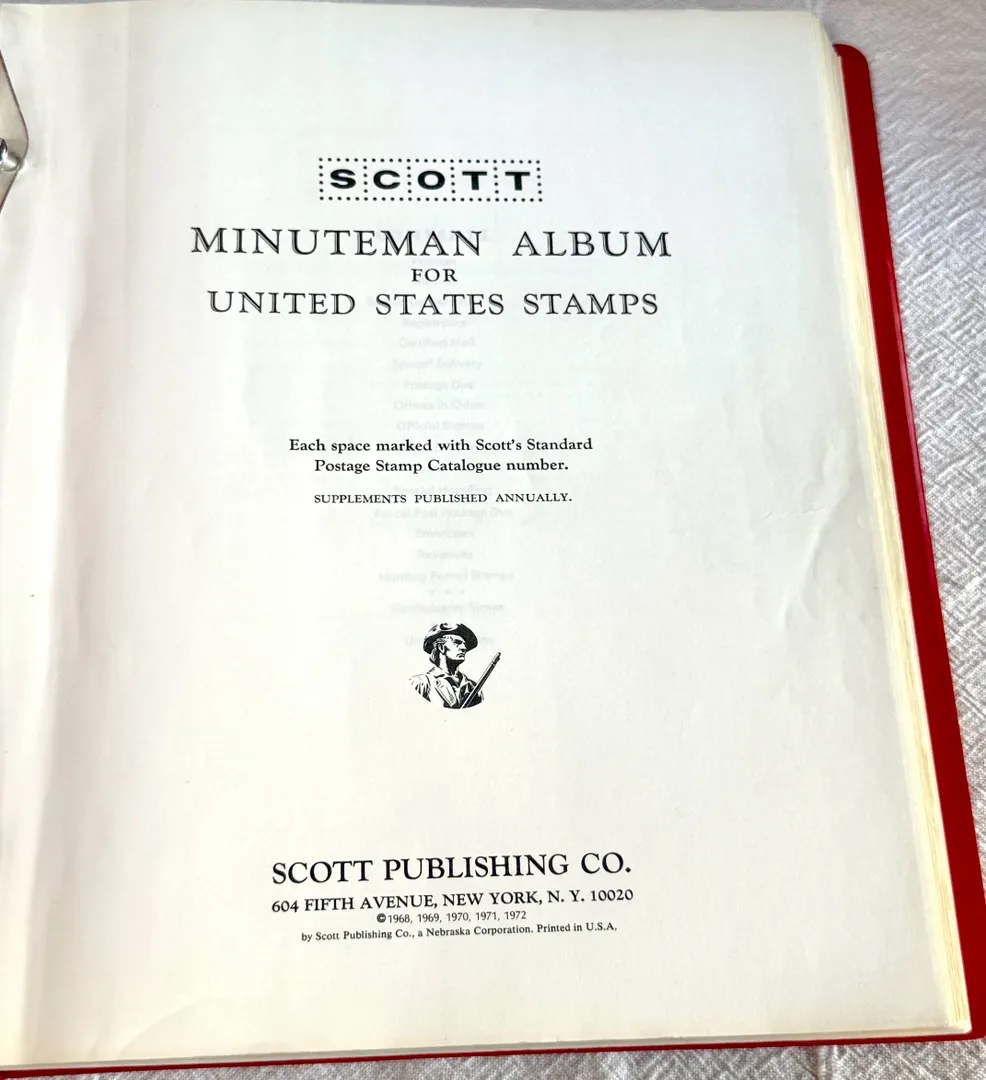 SCOTT
MINUTEMAN ALBUM
FOR
UNITED STATES STAMPS
Each space marked with Scott's Standard
Postage Stamp Catalogue number.
SUPPLEMENTS PUBLISHED ANNUALLY.
SCOTT PUBLISHING CO.
604 FIFTH AVENUE, NEW YORK, N. Y. 10020
©1968, 1969, 1970, 1971, 1972
by Scott Publishing Co., a Nebraska Corporation. Printed in U.S.A.